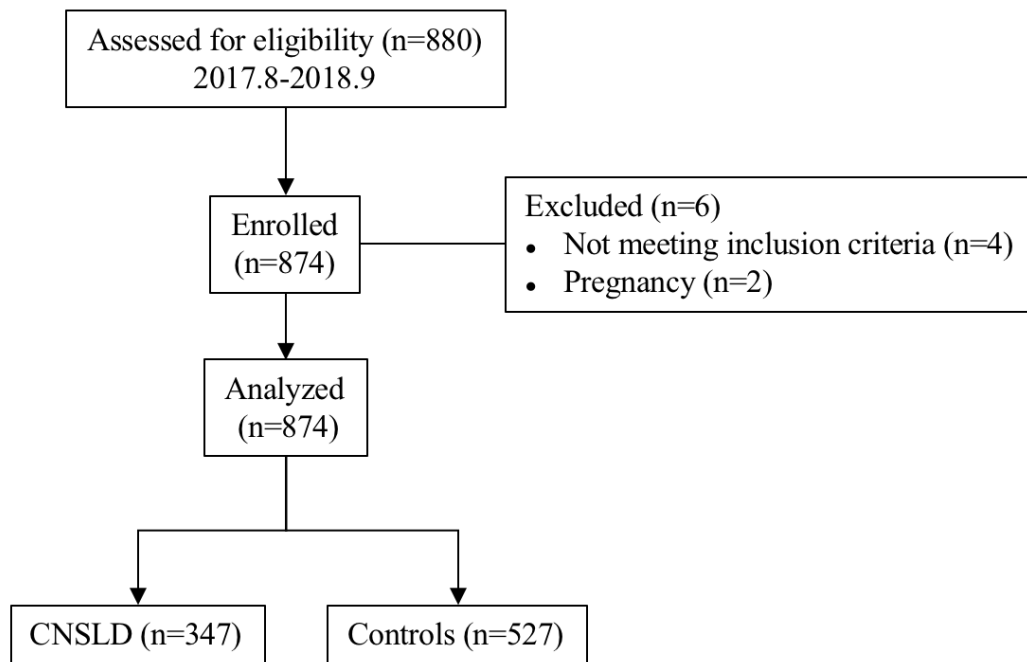 Assessed for eligibility (n=880)
2017.8-2018.9
Enrolled
(n=874)
Excluded (n=6)
• Not meeting inclusion criteria (n=4)
• Pregnancy (n=2)
Analyzed
(n=874)
CNSLD (n=347)
Controls (n=527)